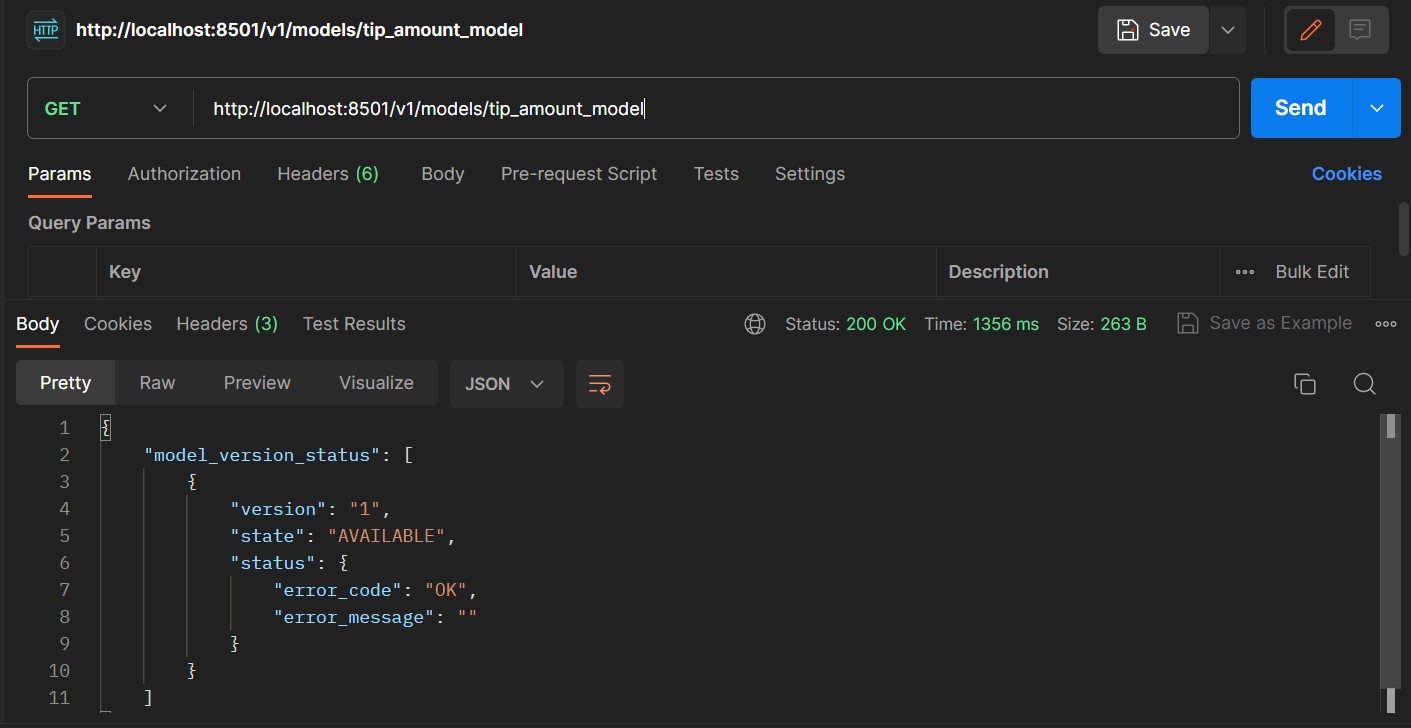 HTTP http://localhost:8501/v1/models/tip_amount_model Save
GET http://localhost:8501/v1/models/tip_amount_model Send
Params Authorization Headers (6) Body Pre-request Script Tests Settings Cookies
Query Params
Key Value Description Bulk Edit
Body Cookies Headers (3) Test Results Status: 200 OK Time: 1356 ms Size: 263 B Save as Example
Pretty Raw Preview Visualize JSON
1 {
2 "model_version_status": [
3 {
4 "version": "1",
5 "state": "AVAILABLE",
6 "status": {
7 "error_code": "OK",
8 "error_message": ""
9 }
10 }
11 ]